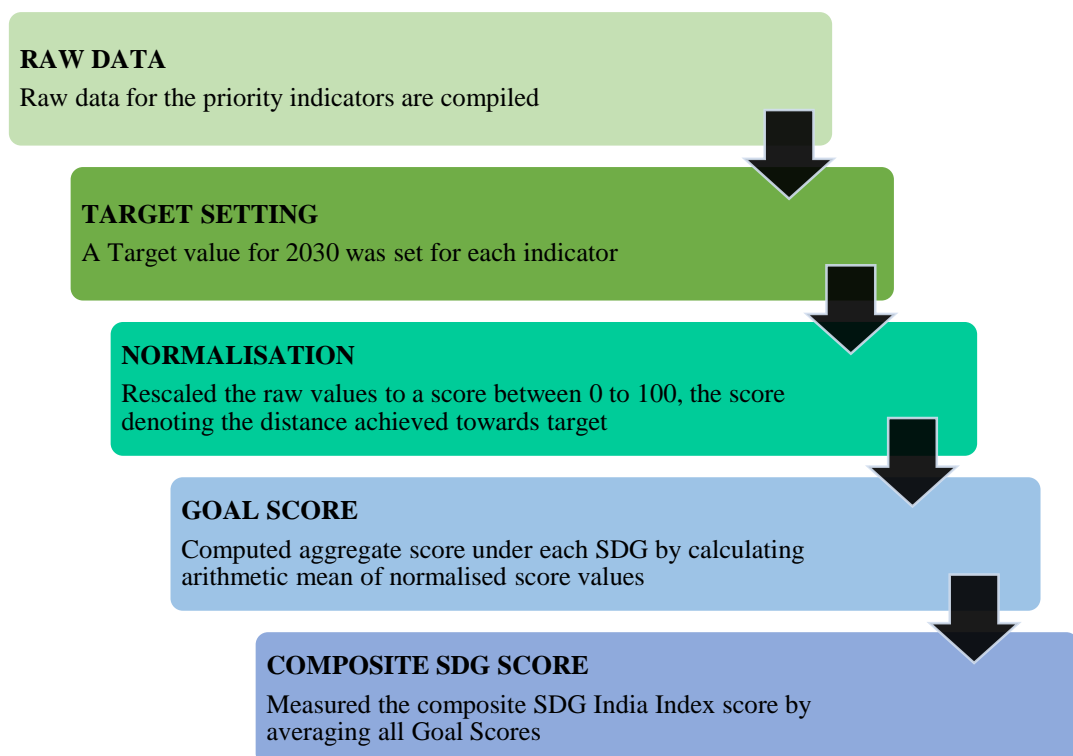 RAW DATA
Raw data for the priority indicators are compiled
TARGET SETTING
A Target value for 2030 was set for each indicator
NORMALISATION
Rescaled the raw values to a score between 0 to 100, the score
denoting the distance achieved towards target
GOAL SCORE
Computed aggregate score under each SDG by calculating
arithmetic mean of normalised score values
COMPOSITE SDG SCORE
Measured the composite SDG India Index score by
averaging all Goal Scores